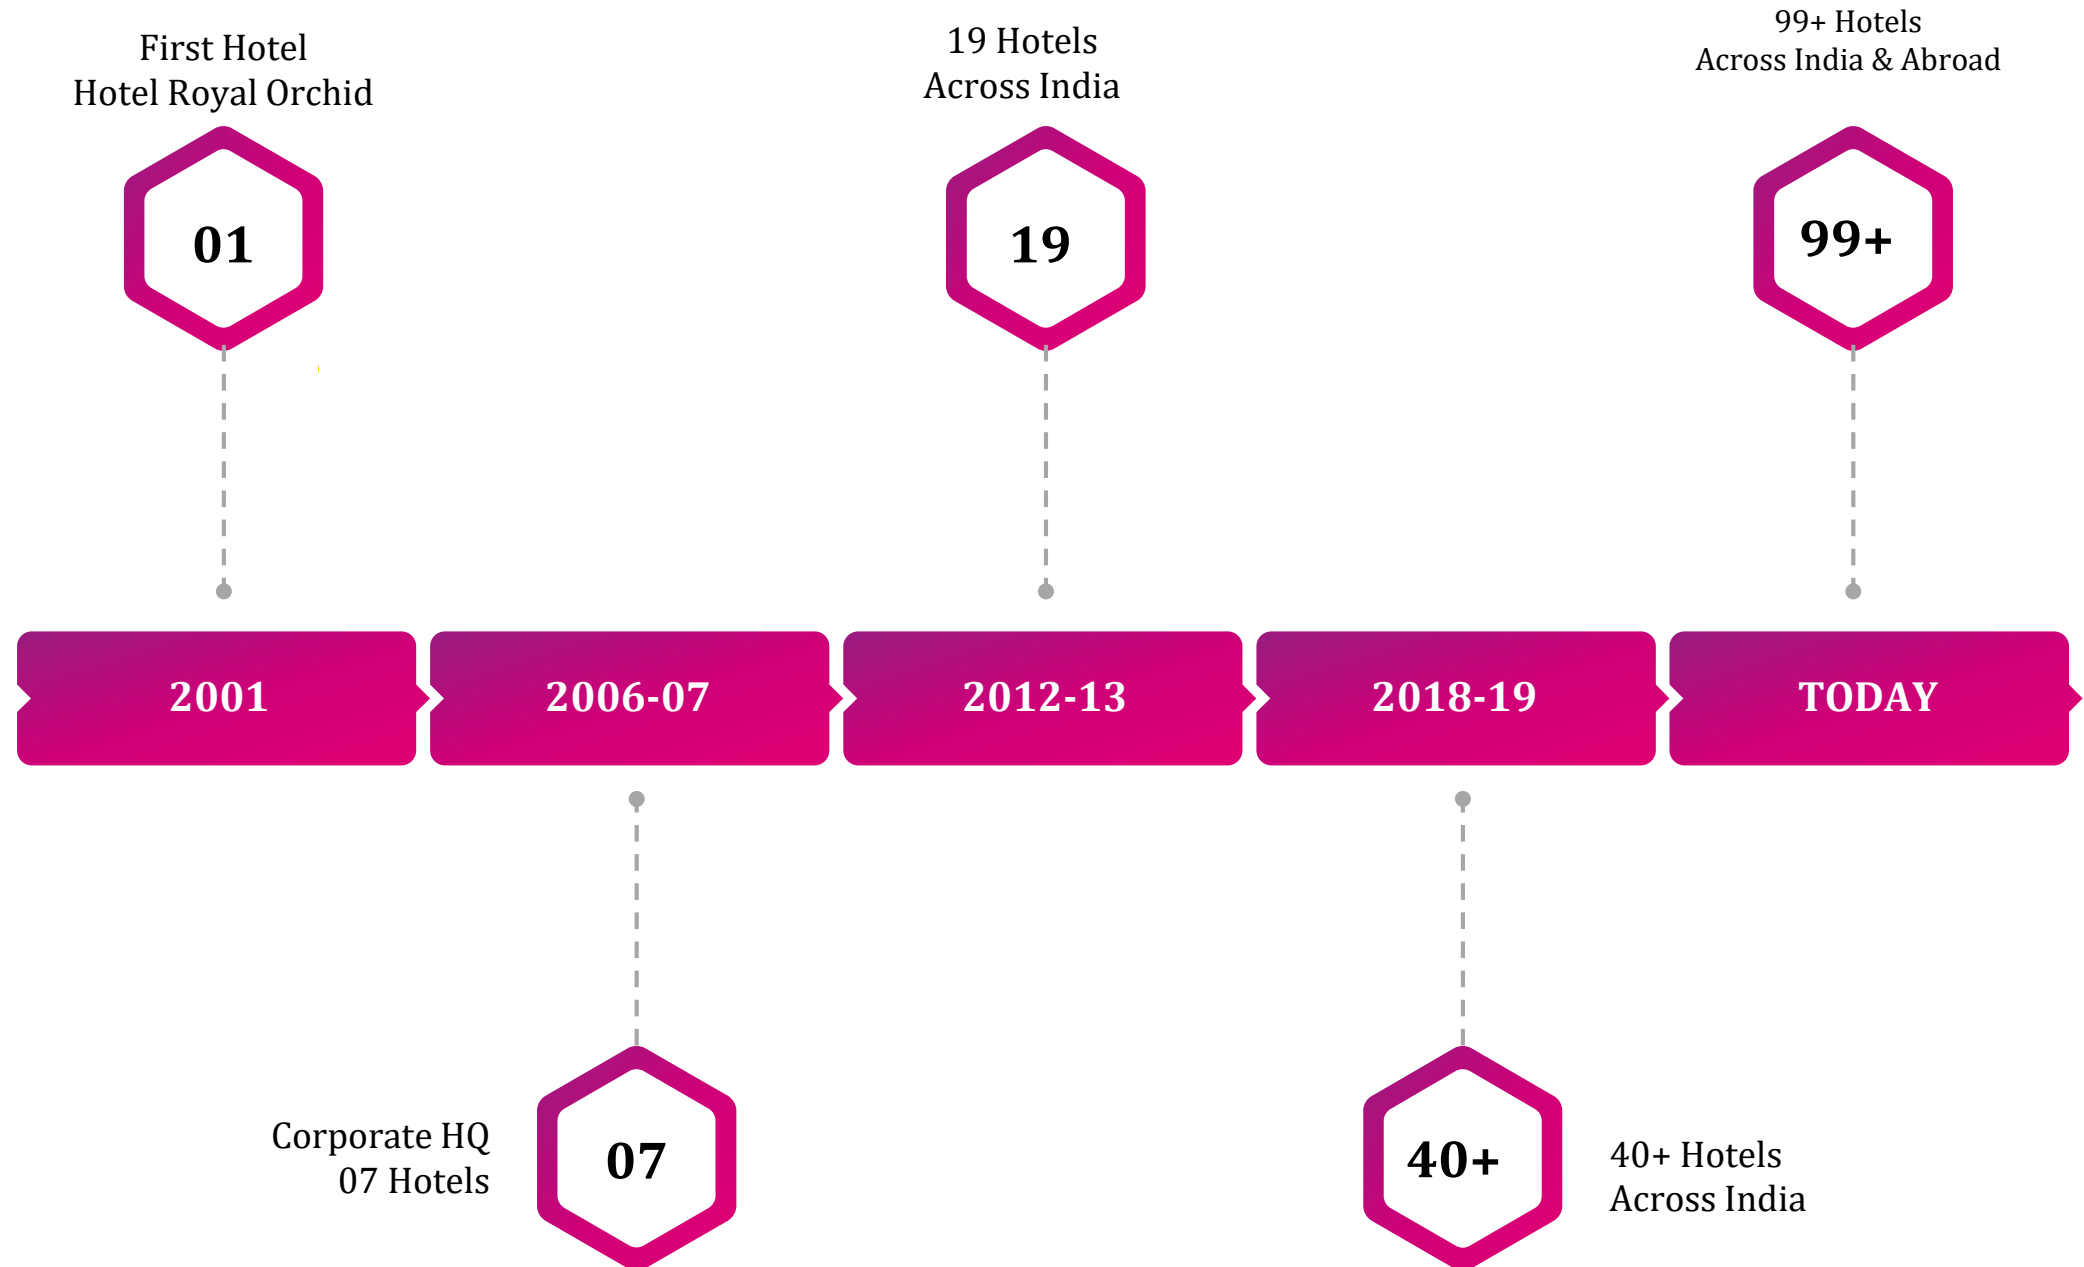 First Hotel
Hotel Royal Orchid
19 Hotels
Across India
99+ Hotels
Across India & Abroad
01
19
99+
2001
2006-07
2012-13
2018-19
TODAY
Corporate HQ
07 Hotels
07
40+
40+ Hotels
Across India